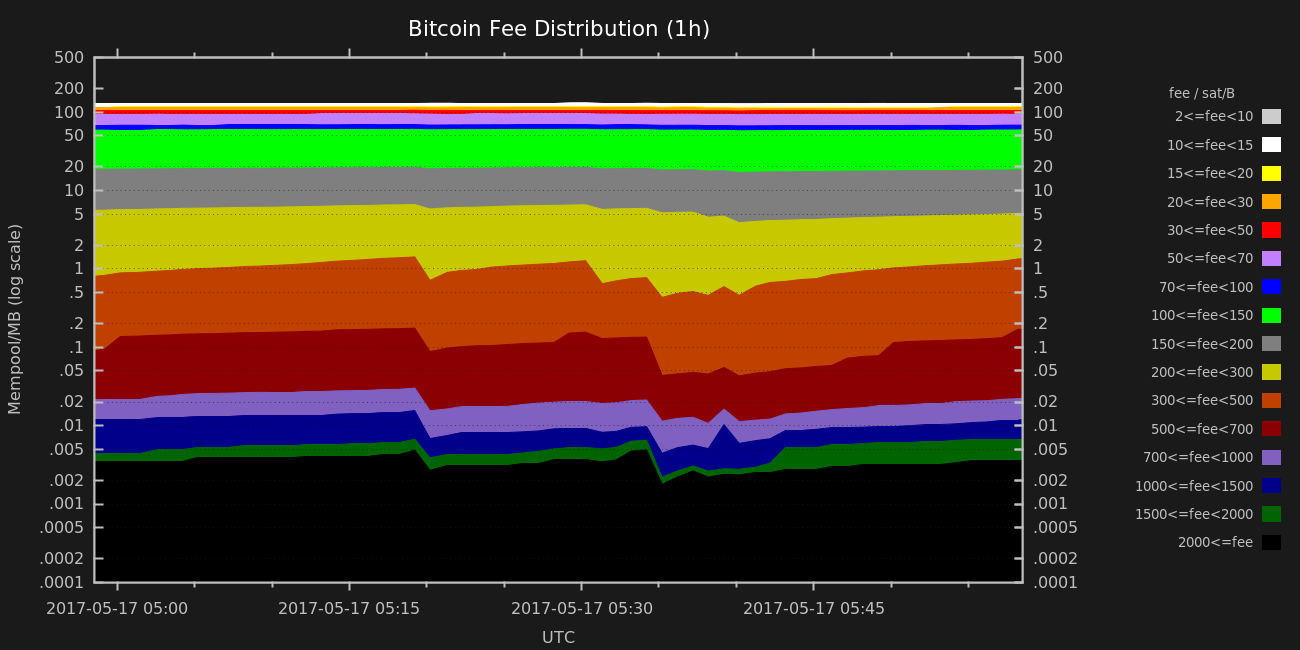 Bitcoin Fee Distribution (1h)
Mempool/MB (log scale)
500
200
100
50
20
10
5
2
1
.5
.2
.1
.05
.02
.01
.005
.002
.001
.0005
.0002
.0001
500
200
100
50
20
10
5
2
1
.5
.2
.1
.05
.02
.01
.005
.002
.001
.0005
.0002
.0001
2017-05-17 05:00
2017-05-17 05:15
2017-05-17 05:30
2017-05-17 05:45
UTC
fee / sat/B
2<=fee<10
10<=fee<15
15<=fee<20
20<=fee<30
30<=fee<50
50<=fee<70
70<=fee<100
100<=fee<150
150<=fee<200
200<=fee<300
300<=fee<500
500<=fee<700
700<=fee<1000
1000<=fee<1500
1500<=fee<2000
2000<=fee